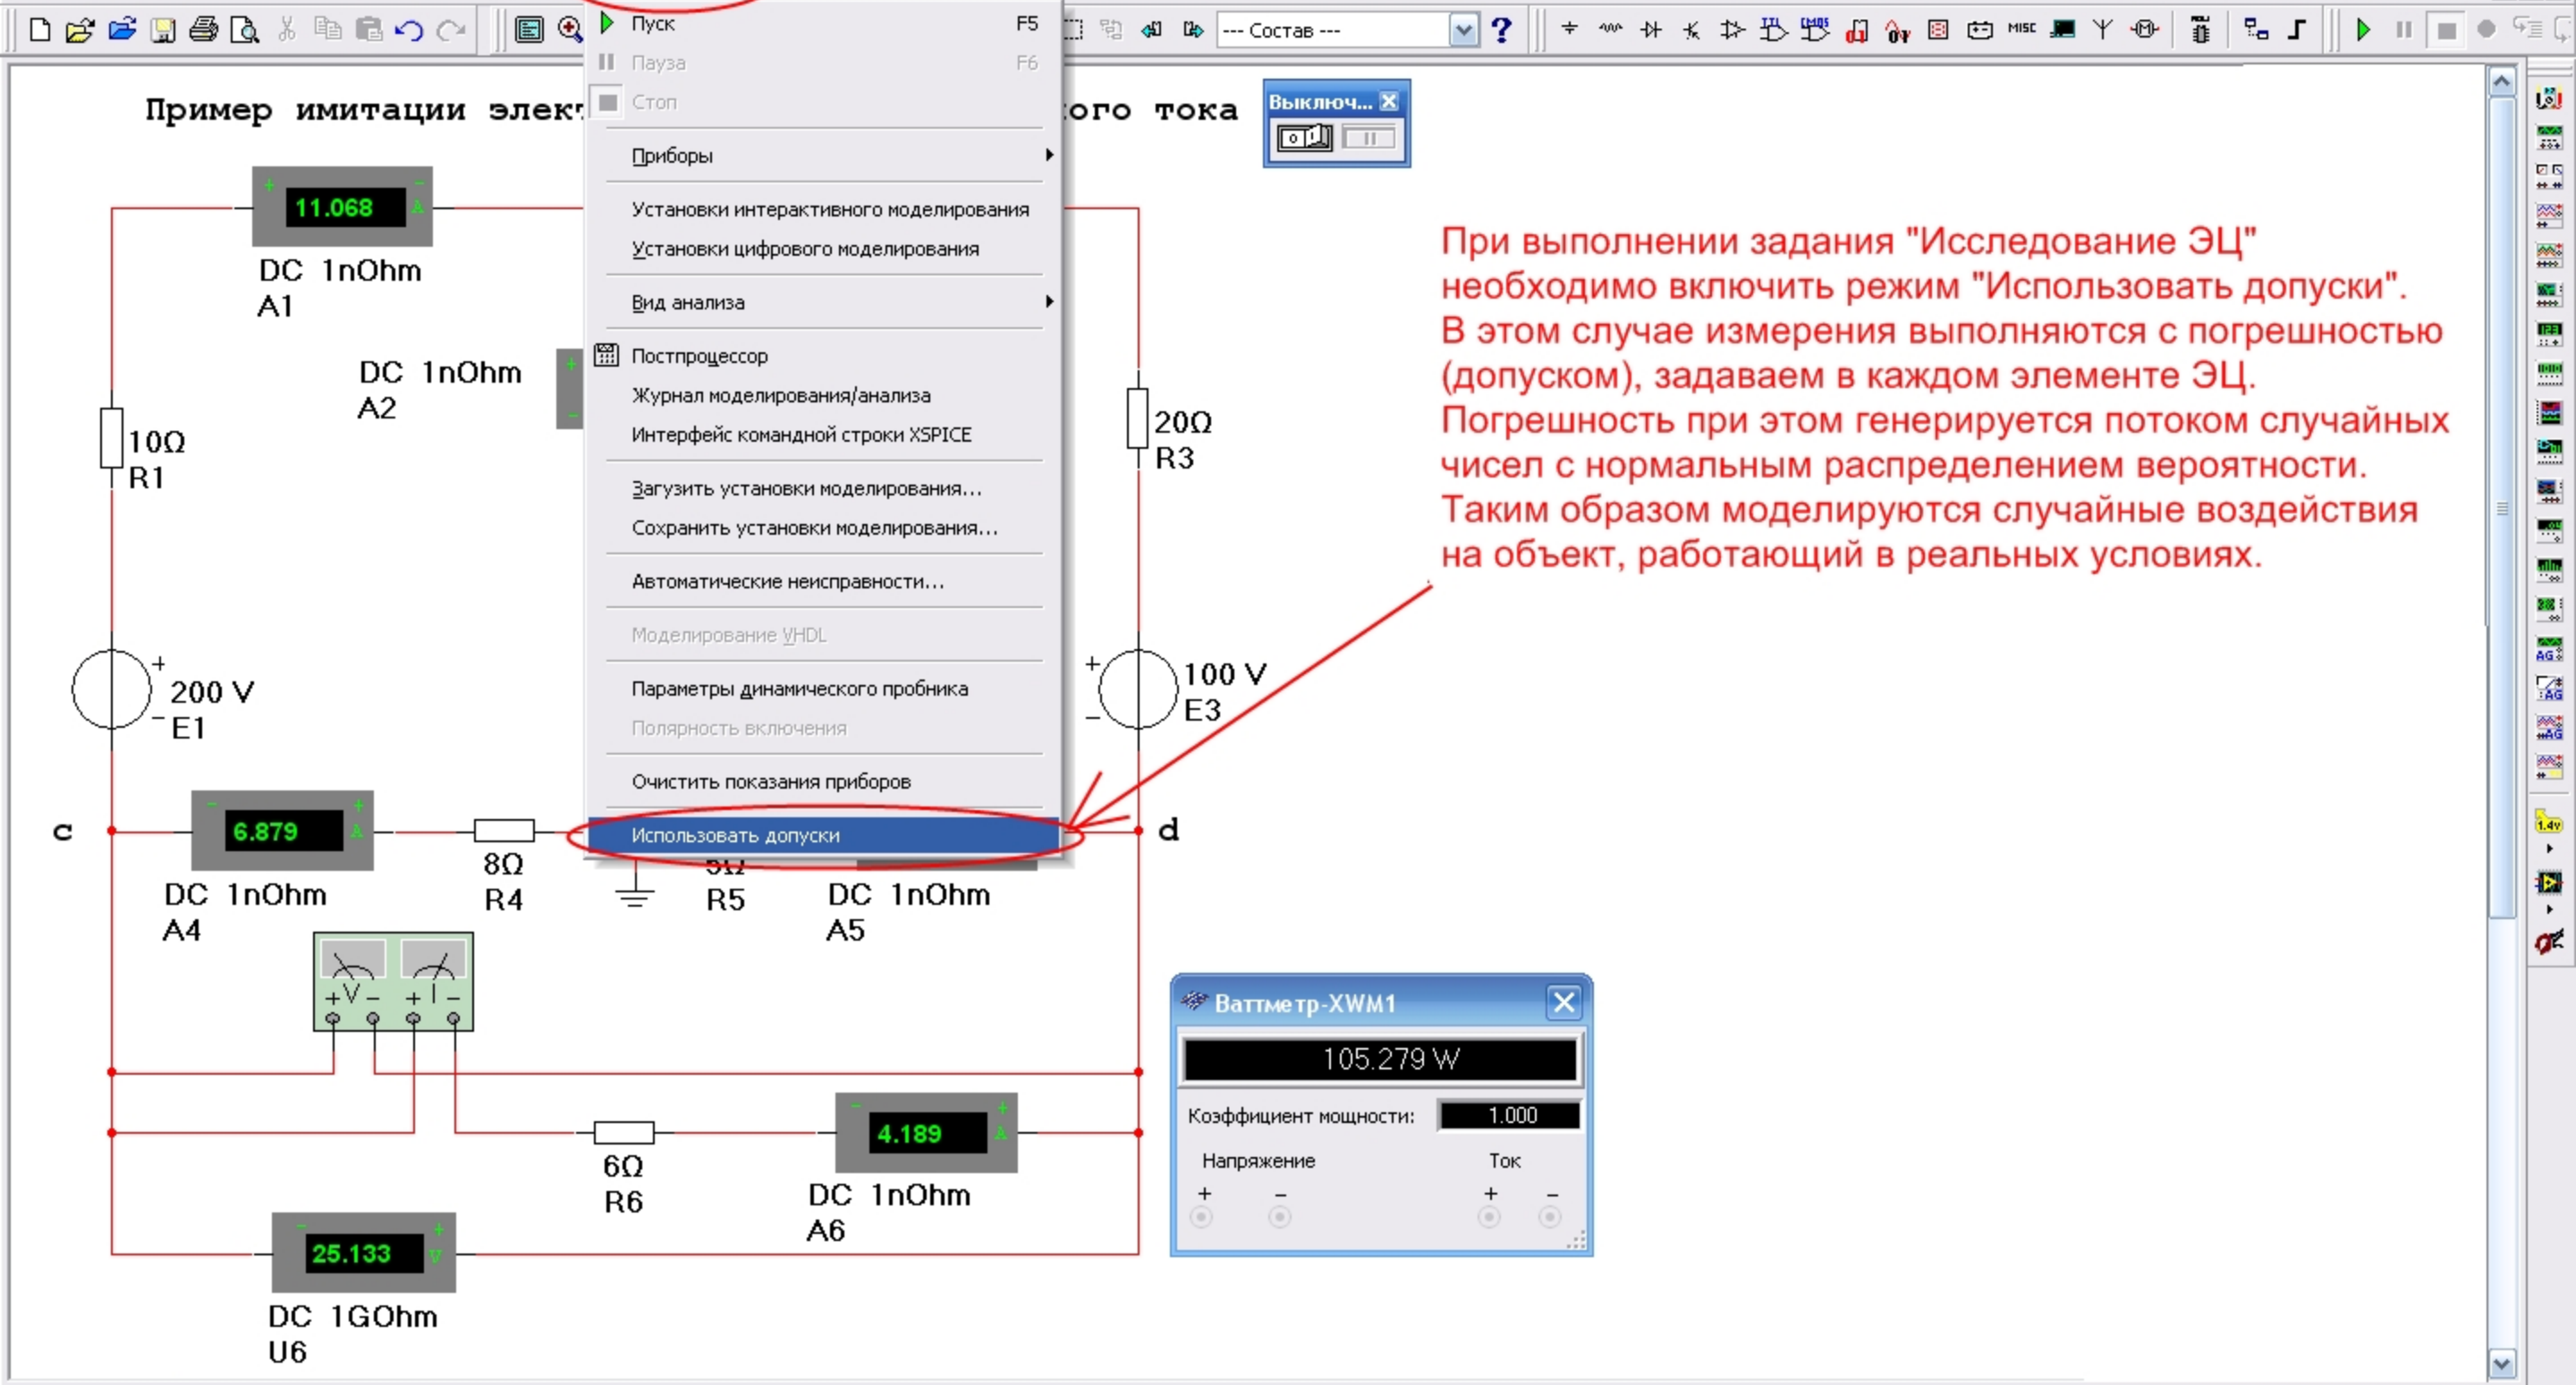 Пуск F5
Пауза F6
Стоп
--- Состав ---
MISC
Пример имитации элект
ого тока
Выключ...
Приборы
11.068
A
DC 1nOhm
A1
Установки интерактивного моделирования
Установки цифрового моделирования
Вид анализа
DC 1nOhm
A2
Постпроцессор
Журнал моделирования/анализа
Интерфейс командной строки XSPICE
10Ω
R1
20Ω
R3
Загузить установки моделирования...
Сохранить установки моделирования...
Автоматические неисправности...
Моделирование VHDL
Параметры динамического пробника
Полярность включения
Очистить показания приборов
Использовать допуски
При выполнении задания "Исследование ЭЦ"
необходимо включить режим "Использовать допуски".
В этом случае измерения выполняются с погрешностью
(допуском), задаваем в каждом элементе ЭЦ.
Погрешность при этом генерируется потоком случайных
чисел с нормальным распределением вероятности.
Таким образом моделируются случайные воздействия
на объект, работающий в реальных условиях.
+
200 V
−
E1
+
100 V
−
E3
c
6.879
A
d
DC 1nOhm
A4
8Ω
R4
R5
DC 1nOhm
A5
+ V − + I −
Ваттметр-XWM1
105.279 W
Коэффициент мощности: 1.000
Напряжение Ток
+ − + −
6Ω
R6
4.189
A
DC 1nOhm
A6
25.133
V
DC 1GOhm
U6
1.4v